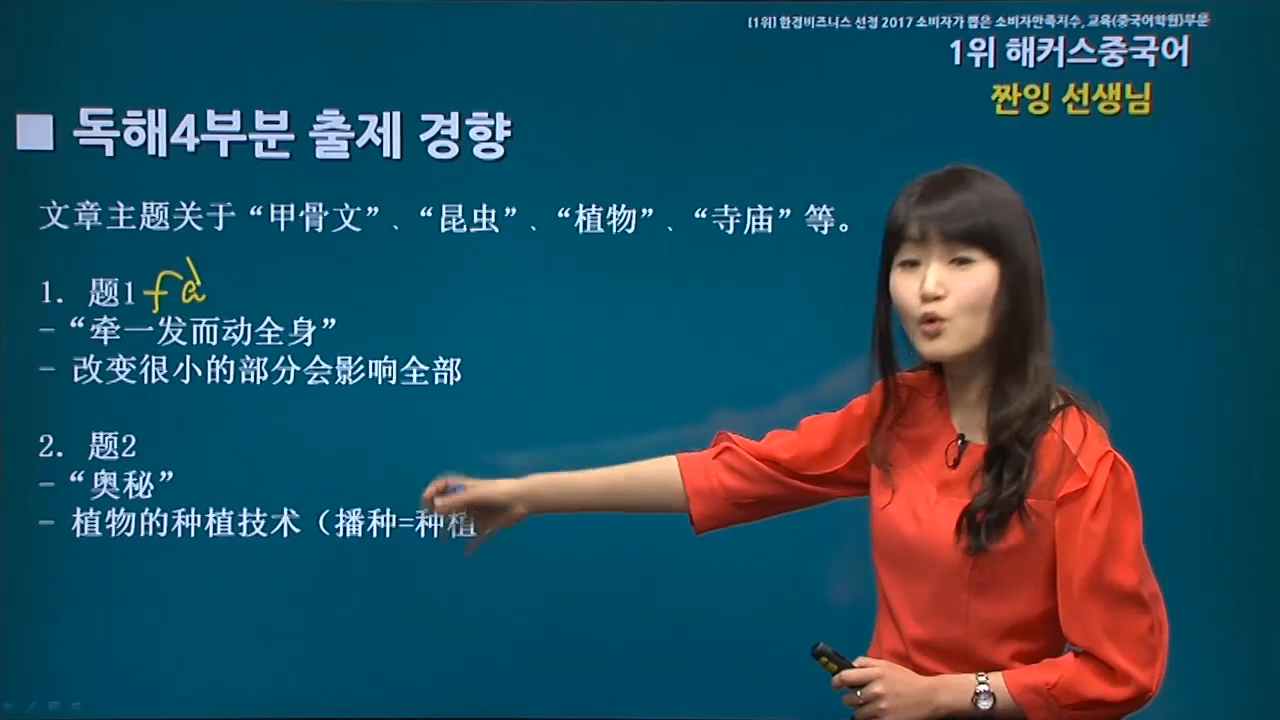 [1위] 한경비즈니스 선정 2017 소비자가 뽑은 소비자만족지수, 교육(중국어학원)부문
1위 해커스중국어
짠잉 선생님
■ 독해4부분 출제 경향
文章主题关于“甲骨文”、“昆虫”、“植物”、“寺庙”等。
1. 题1 fà
- “牵一发而动全身”
- 改变很小的部分会影响全部
2. 题2
- “奥秘”
- 植物的种植技术（播种=种植